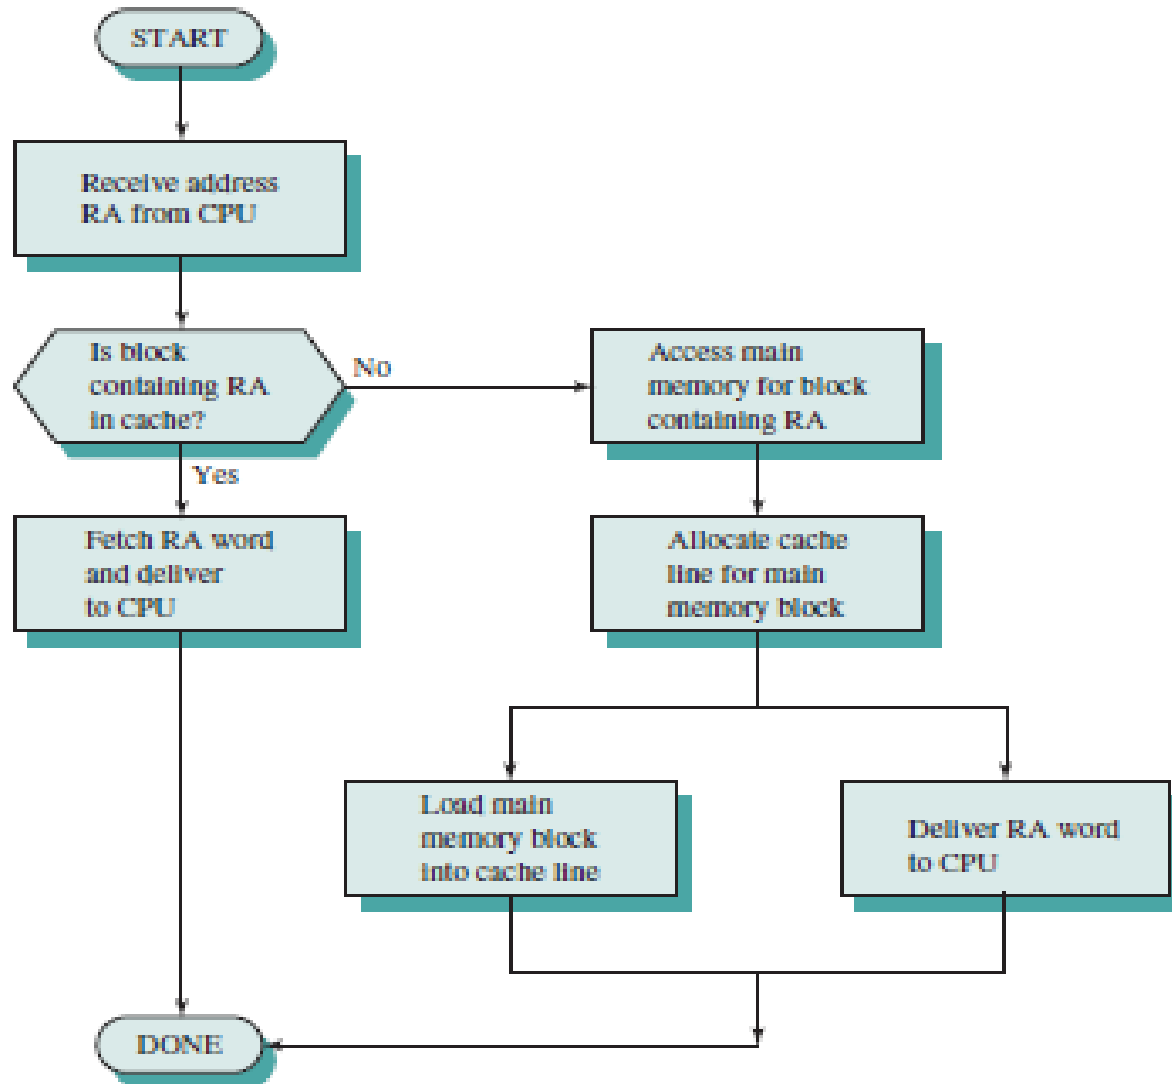 START
Receive address
RA from CPU
Is block
containing RA
in cache?
No
Access main
memory for block
containing RA
Yes
Fetch RA word
and deliver
to CPU
Allocate cache
line for main
memory block
Load main
memory block
into cache line
Deliver RA word
to CPU
DONE